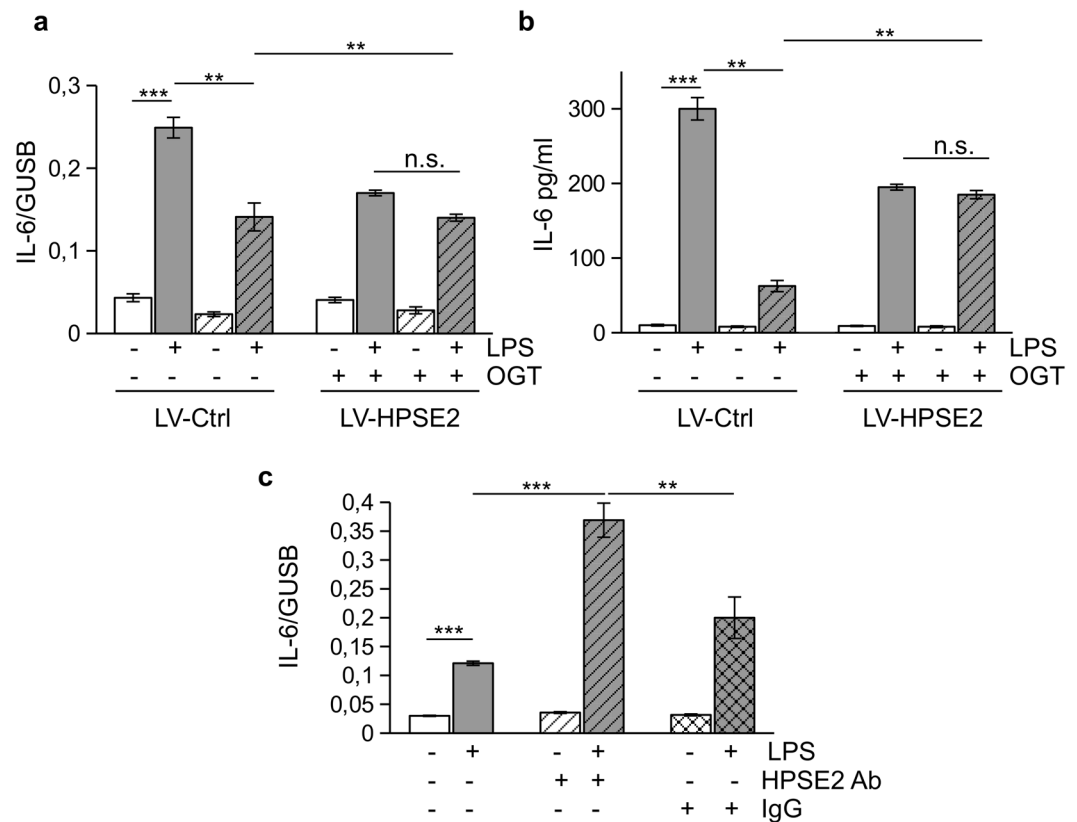 a
**
0,3
***
**
0,2
n.s.
0,1
0
IL-6/GUSB
- + - + - + - + LPS
- - - - + + + + OGT
LV-Ctrl LV-HPSE2
b
**
***
**
300
n.s.
200
100
0
IL-6 pg/ml
- + - + - + - + LPS
- - - - + + + + OGT
LV-Ctrl LV-HPSE2
c
*** **
0,4
0,35
0,3
0,25
0,2
***
0,15
0,1
0,05
0
IL-6/GUSB
- + - + - + LPS
- - + + - - HPSE2 Ab
- - - - + + IgG